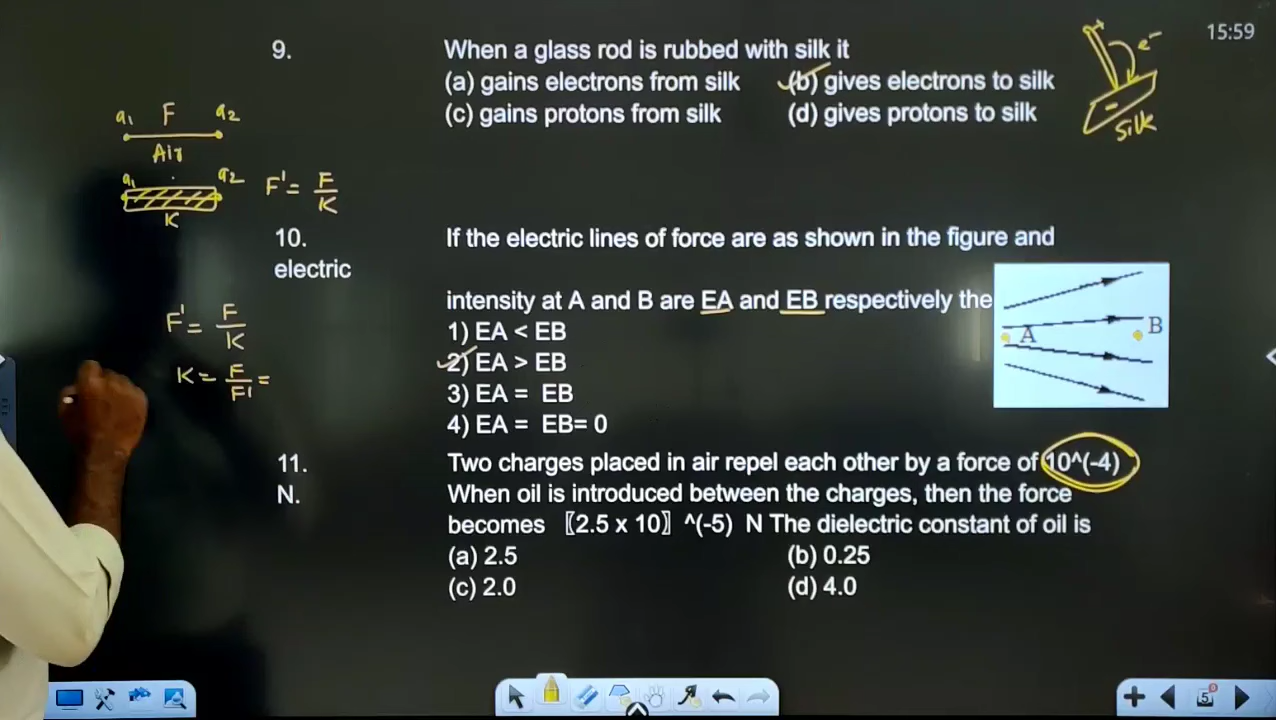 15:59
9. When a glass rod is rubbed with silk it
(a) gains electrons from silk (b) gives electrons to silk
(c) gains protons from silk (d) gives protons to silk
e-
silk
q1 F q2
Air
q1 q2 F' = F/K
K
10. If the electric lines of force are as shown in the figure and
electric
intensity at A and B are EA and EB respectively the
1) EA < EB
2) EA > EB
3) EA = EB
4) EA = EB= 0
A B
F' = F/K
K = F/F' =
11. Two charges placed in air repel each other by a force of 10^(-4)
N. When oil is introduced between the charges, then the force
becomes 〖2.5 x 10〗 ^(-5) N The dielectric constant of oil is
(a) 2.5 (b) 0.25
(c) 2.0 (d) 4.0
5